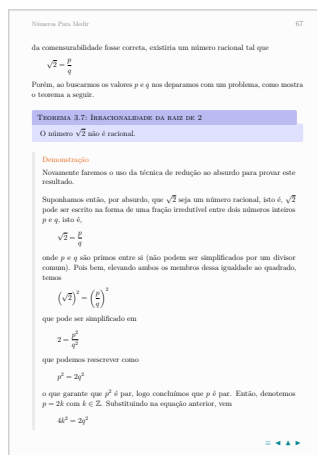 Números Para Medir 67
da comensurabilidade fosse correta, existiria um número racional tal que
√2 = p/q
Porém, ao buscarmos os valores p e q nos deparamos com um problema, como mostra
o teorema a seguir.
Teorema 3.7: Irracionalidade da raiz de 2
O número √2 não é racional.
Demonstração
Novamente faremos o uso da técnica de redução ao absurdo para provar este
resultado.
Suponhamos então, por absurdo, que √2 seja um número racional, isto é, √2
pode ser escrito na forma de uma fração irredutível entre dois números inteiros
p e q, isto é,
√2 = p/q
onde p e q são primos entre si (não podem ser simplificados por um divisor
comum). Pois bem, elevando ambos os membros dessa igualdade ao quadrado,
temos
(√2)² = (p/q)²
que pode ser simplificado em
2 = p²/q²
que podemos reescrever como
p² = 2q²
o que garante que p² é par, logo concluímos que p é par. Então, denotemos
p = 2k com k ∈ ℤ. Substituindo na equação anterior, vem
4k² = 2q²